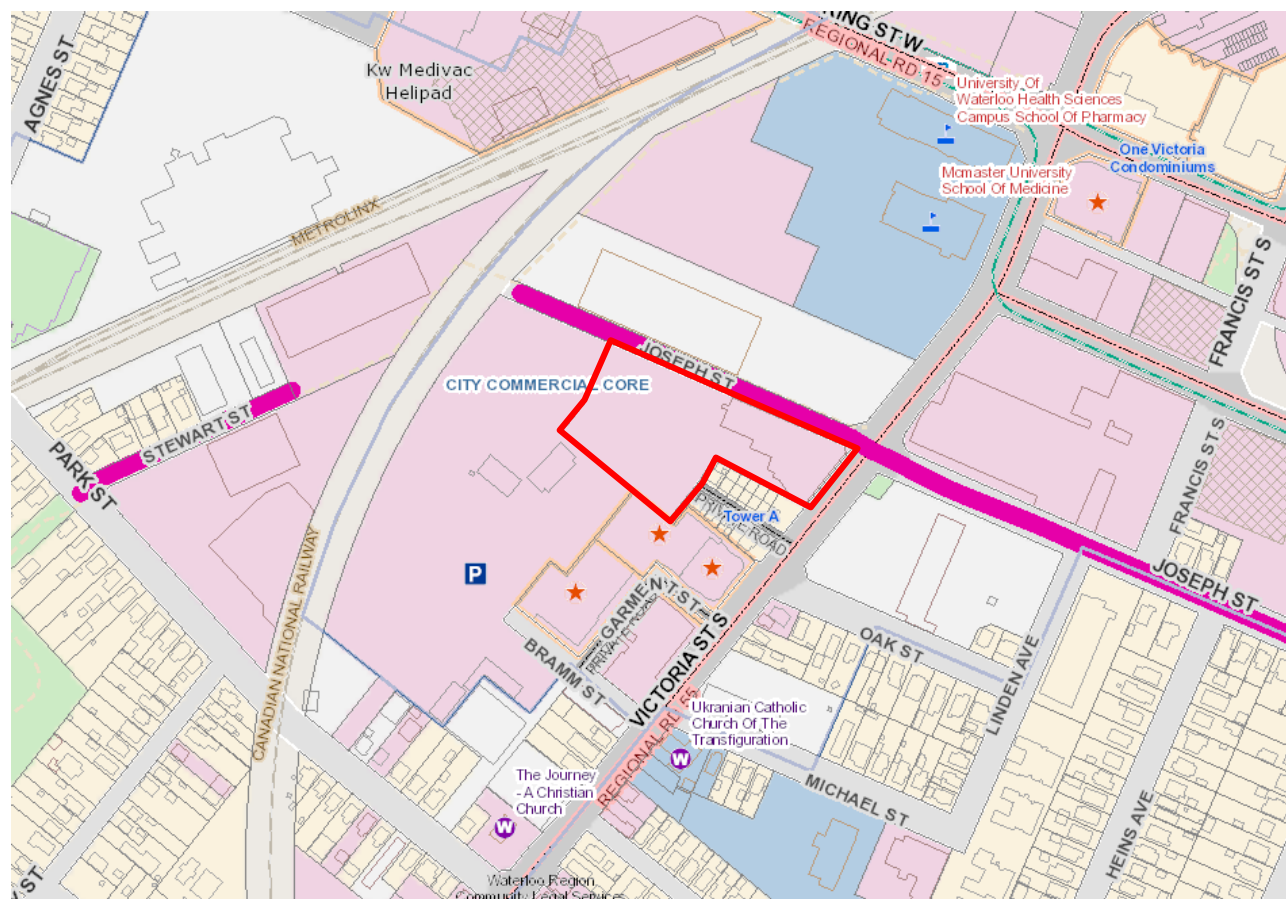 KING ST W
REGIONAL RD 15
AGNES ST
Kw Medivac
Helipad
University Of
Waterloo Health Sciences
Campus School Of Pharmacy
One Victoria
Condominiums
Mcmaster University
School Of Medicine
METROLINX
FRANCIS ST S
JOSEPH ST
CITY COMMERCIAL CORE
STEWART ST
PARK ST
FRANCIS ST S
PRIVATE ROAD
Tower A
P
CANADIAN NATIONAL RAILWAY
JOSEPH ST
GARMENT ST
BRAMM ST
VICTORIA ST S
OAK ST
LINDEN AVE
REGIONAL RD 55
Ukranian Catholic
Church Of The
Transfiguration
W
MICHAEL ST
HEINS AVE
The Journey
- A Christian
Church
W
Waterloo Region
Community Legal Services
ST